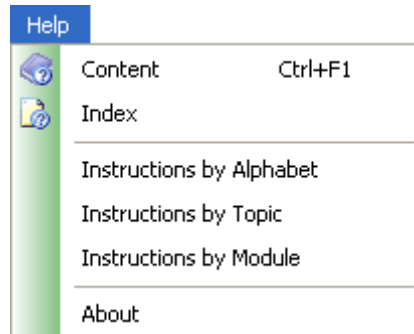 Help
Content Ctrl+F1
Index
Instructions by Alphabet
Instructions by Topic
Instructions by Module
About